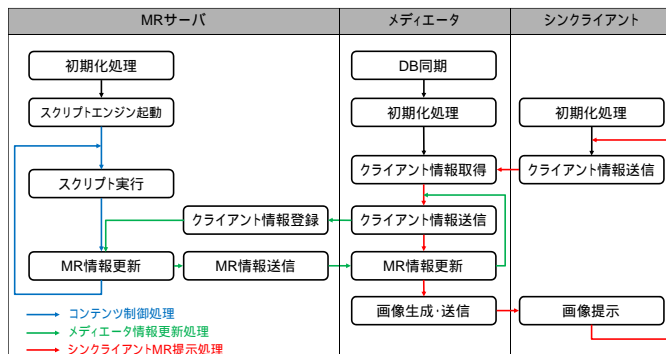 MRサーバ
メディエータ
シンクライアント
初期化処理
DB同期
スクリプトエンジン起動
初期化処理
初期化処理
クライアント情報取得
クライアント情報送信
スクリプト実行
クライアント情報登録
クライアント情報送信
MR情報更新
MR情報送信
MR情報更新
画像生成・送信
画像提示
コンテンツ制御処理
メディエータ情報更新処理
シンクライアントMR提示処理